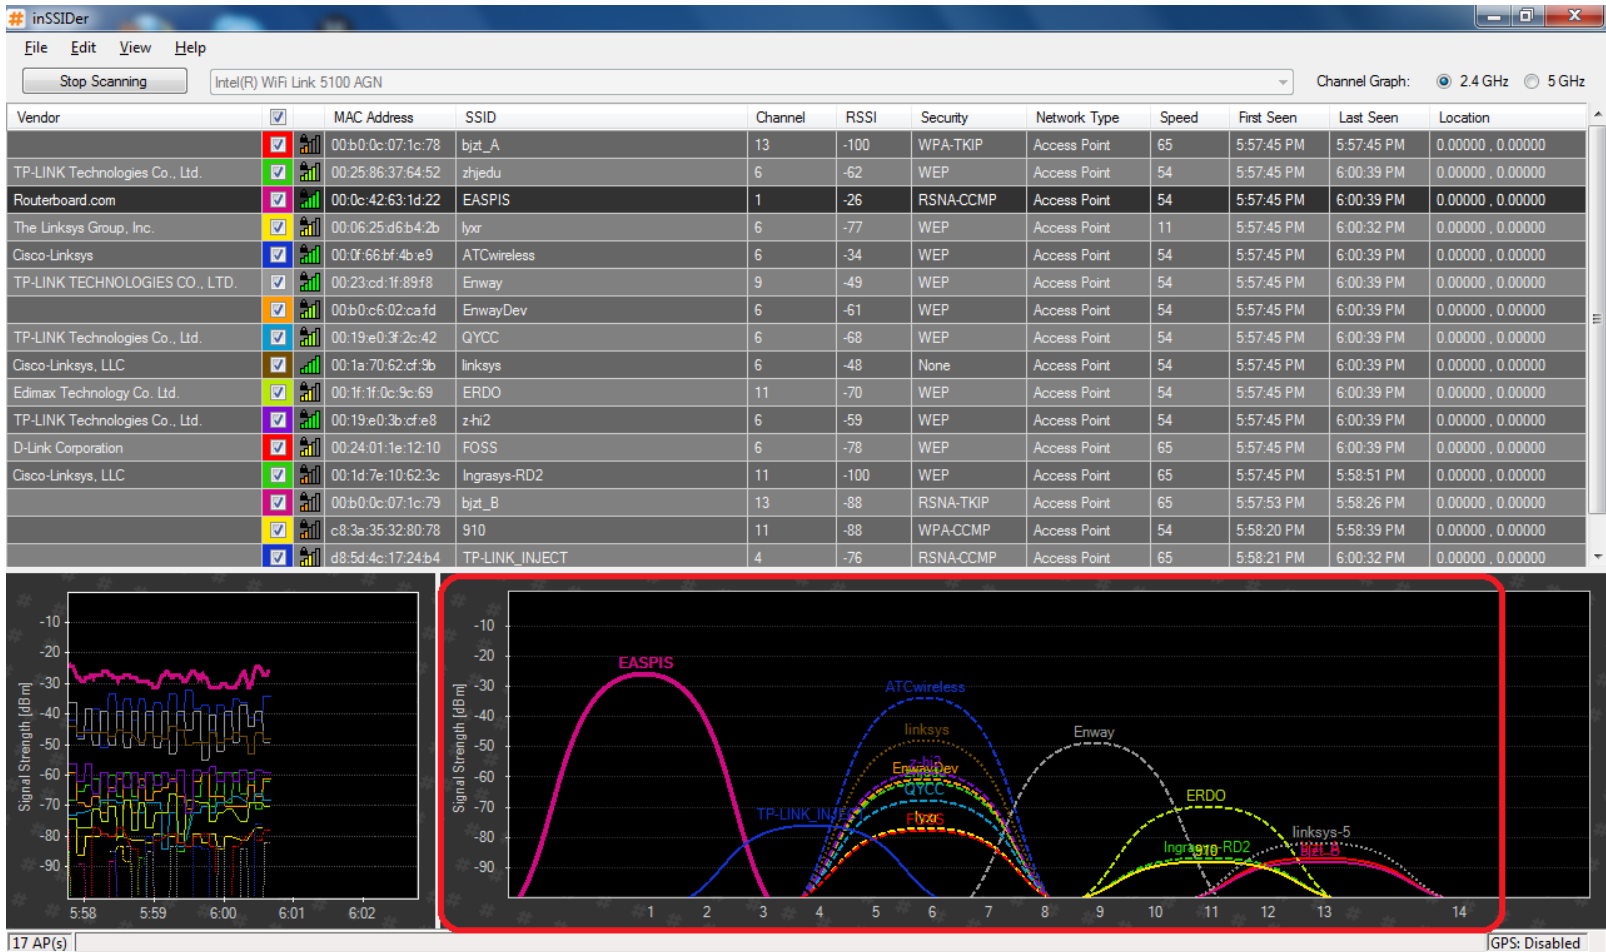 inSSIDer
File Edit View Help
Stop Scanning Intel(R) WiFi Link 5100 AGN Channel Graph: 2.4 GHz 5 GHz
Vendor MAC Address SSID Channel RSSI Security Network Type Speed First Seen Last Seen Location
00:b0:0c:07:1c:78 bjzt_A 13 -100 WPA-TKIP Access Point 65 5:57:45 PM 5:57:45 PM 0.00000 , 0.00000
TP-LINK Technologies Co., Ltd. 00:25:86:37:64:52 zhjedu 6 -62 WEP Access Point 54 5:57:45 PM 6:00:39 PM 0.00000 , 0.00000
Routerboard.com 00:0c:42:63:1d:22 EASPIS 1 -26 RSNA-CCMP Access Point 54 5:57:45 PM 6:00:39 PM 0.00000 , 0.00000
The Linksys Group, Inc. 00:06:25:d6:b4:2b lyxr 6 -77 WEP Access Point 11 5:57:45 PM 6:00:32 PM 0.00000 , 0.00000
Cisco-Linksys 00:0f:66:bf:4b:e9 ATCwireless 6 -34 WEP Access Point 54 5:57:45 PM 6:00:39 PM 0.00000 , 0.00000
TP-LINK TECHNOLOGIES CO., LTD. 00:23:cd:1f:89:f8 Enway 9 -49 WEP Access Point 54 5:57:45 PM 6:00:39 PM 0.00000 , 0.00000
00:b0:c6:02:ca:fd EnwayDev 6 -61 WEP Access Point 54 5:57:45 PM 6:00:39 PM 0.00000 , 0.00000
TP-LINK Technologies Co., Ltd. 00:19:e0:3f:2c:42 QYCC 6 -68 WEP Access Point 54 5:57:45 PM 6:00:39 PM 0.00000 , 0.00000
Cisco-Linksys, LLC 00:1a:70:62:cf:9b linksys 6 -48 None Access Point 54 5:57:45 PM 6:00:39 PM 0.00000 , 0.00000
Edimax Technology Co. Ltd. 00:1f:1f:0c:9c:69 ERDO 11 -70 WEP Access Point 54 5:57:45 PM 6:00:39 PM 0.00000 , 0.00000
TP-LINK Technologies Co., Ltd. 00:19:e0:3b:cf:e8 z-hi2 6 -59 WEP Access Point 54 5:57:45 PM 6:00:39 PM 0.00000 , 0.00000
D-Link Corporation 00:24:01:1e:12:10 FOSS 6 -78 WEP Access Point 65 5:57:45 PM 6:00:39 PM 0.00000 , 0.00000
Cisco-Linksys, LLC 00:1d:7e:10:62:3c Ingrasys-RD2 11 -100 WEP Access Point 65 5:57:45 PM 5:58:51 PM 0.00000 , 0.00000
00:b0:0c:07:1c:79 bjzt_B 13 -88 RSNA-TKIP Access Point 65 5:57:53 PM 5:58:26 PM 0.00000 , 0.00000
c8:3a:35:32:80:78 910 11 -88 WPA-CCMP Access Point 54 5:58:20 PM 5:58:39 PM 0.00000 , 0.00000
d8:5d:4c:17:24:b4 TP-LINK_INJECT 4 -76 RSNA-CCMP Access Point 65 5:58:21 PM 6:00:32 PM 0.00000 , 0.00000
Signal Strength [dBm]
-10
-20
-30
-40
-50
-60
-70
-80
-90
5:58 5:59 6:00 6:01 6:02
Signal Strength [dBm]
-10
-20
-30
-40
-50
-60
-70
-80
-90
EASPIS
ATCwireless
linksys
Enway
z-hi2
EnwayDev
QYCC
ERDO
TP-LINK_INJECT
lyxr
FOSS
linksys-5
Ingrasys-RD2
910
1 2 3 4 5 6 7 8 9 10 11 12 13 14
17 AP(s) GPS: Disabled